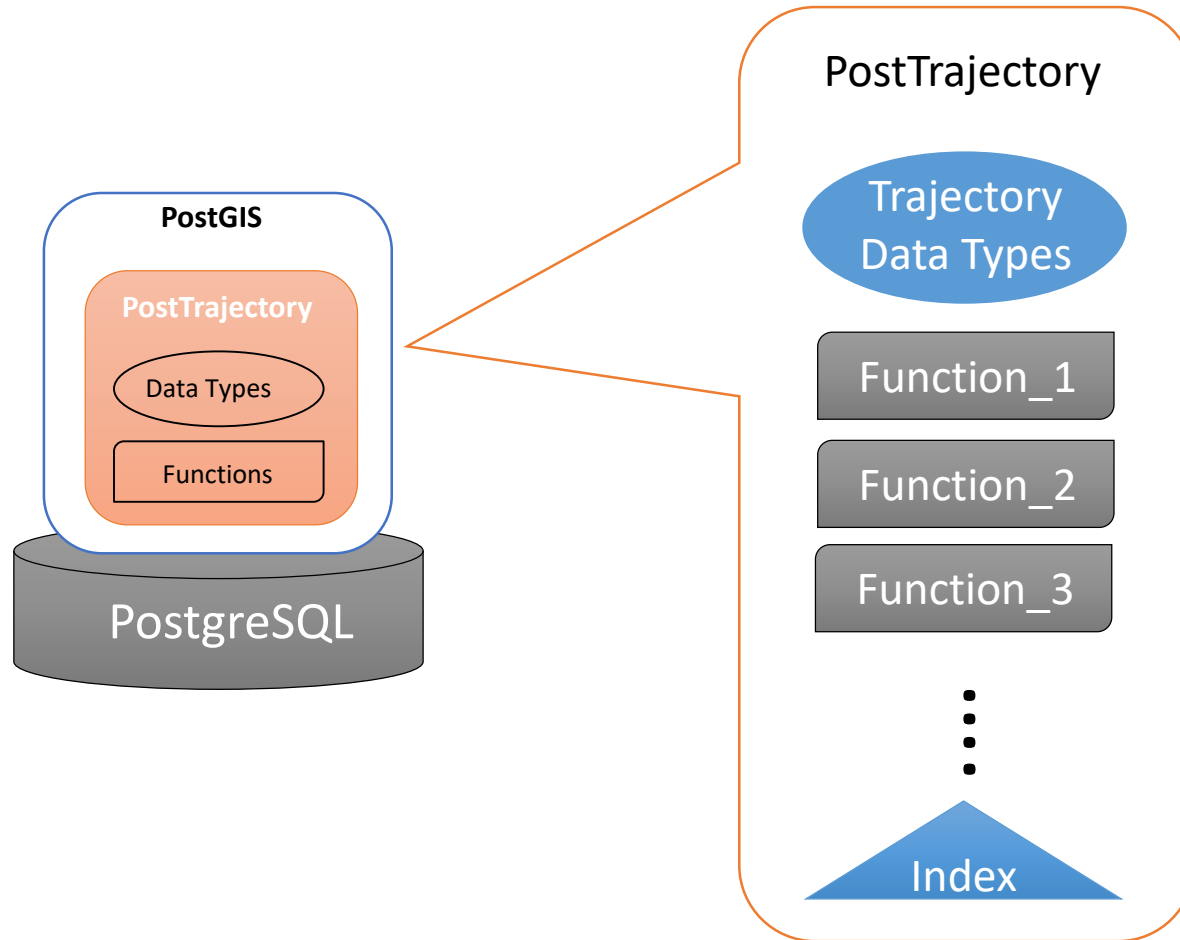 PostGIS
PostTrajectory
Data Types
Functions
PostgreSQL
PostTrajectory
Trajectory
Data Types
Function_1
Function_2
Function_3
Index